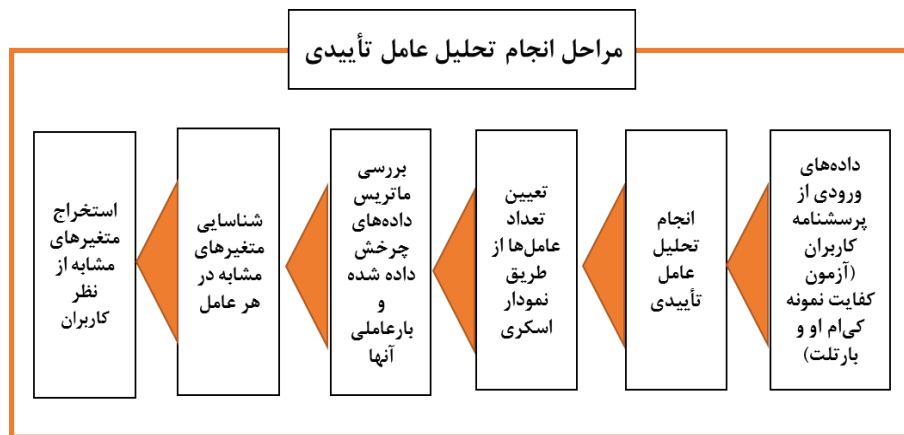 مراحل انجام تحلیل عامل تأییدی
داده‌های
ورودی از
پرسشنامه
کاربران
(آزمون
کفایت نمونه
کی‌ام او و
بارتلت)
انجام
تحلیل
عامل
تأییدی
تعیین
تعداد
عامل‌ها از
طریق
نمودار
اسکری
بررسی
ماتریس
داده‌های
چرخش
داده شده
و
بارعاملی
آنها
شناسایی
متغیرهای
مشابه در
هر عامل
استخراج
متغیرهای
مشابه از
نظر
کاربران